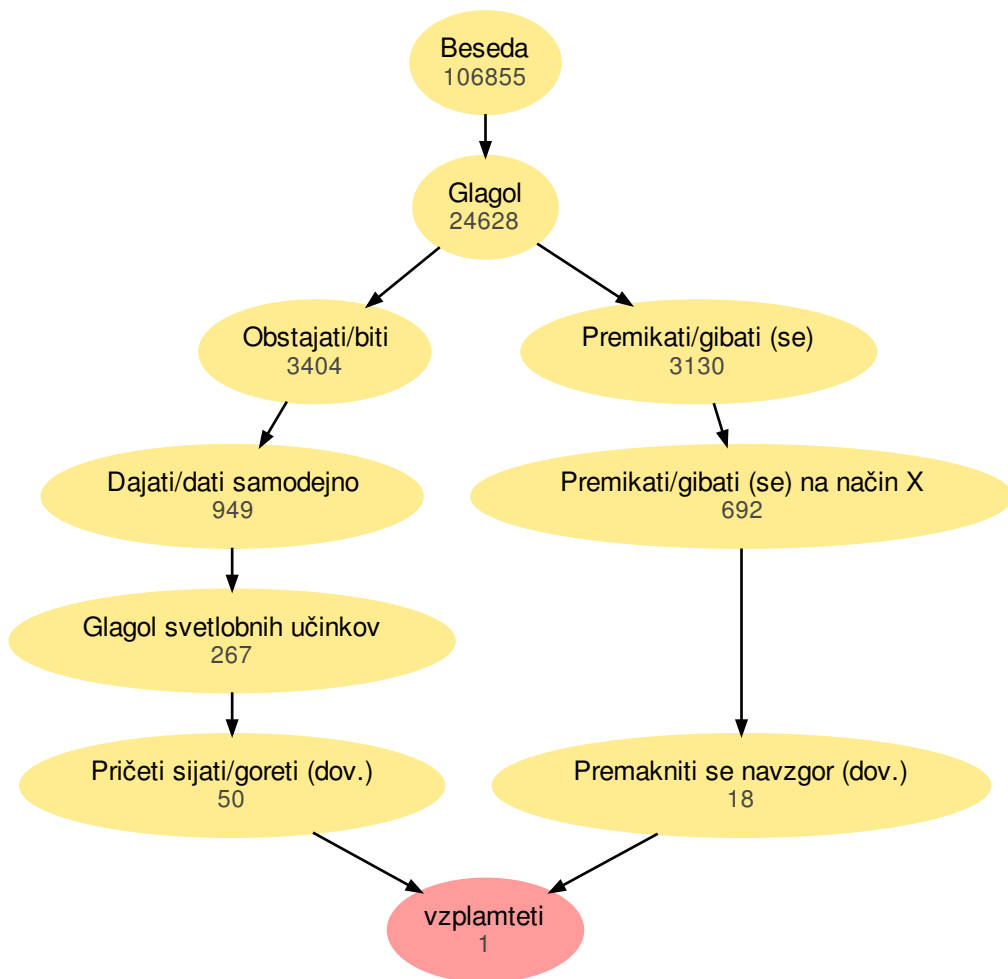 Beseda
106855
Glagol
24628
Obstajati/biti
3404
Premikati/gibati (se)
3130
Dajati/dati samodejno
949
Premikati/gibati (se) na način X
692
Glagol svetlobnih učinkov
267
Pričeti sijati/goreti (dov.)
50
Premakniti se navzgor (dov.)
18
vzplamteti
1